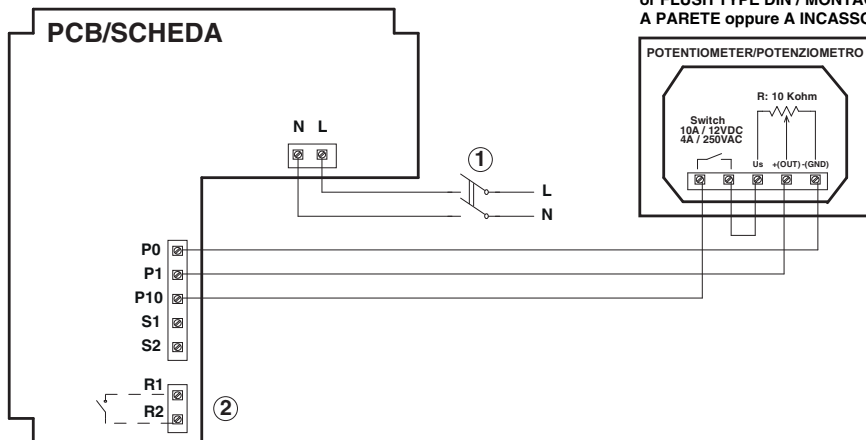 or FLUSH TYPE DIN / MONTAG
A PARETE oppure A INCASSO
PCB/SCHEDA
POTENTIOMETER/POTENZIOMETRO
R: 10 Kohm
Switch
10A / 12VDC
4A / 250VAC
Us +(OUT) -(GND)
N L
1
L
N
P0
P1
P10
S1
S2
R1
R2
2